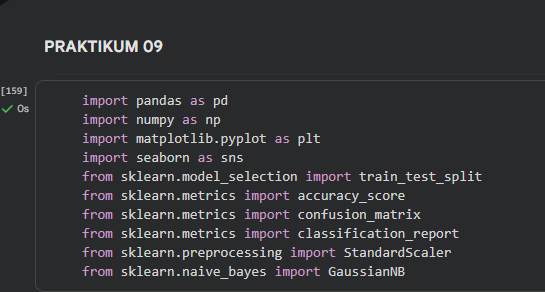 PRAKTIKUM 09
[159]
0s
import pandas as pd
import numpy as np
import matplotlib.pyplot as plt
import seaborn as sns
from sklearn.model_selection import train_test_split
from sklearn.metrics import accuracy_score
from sklearn.metrics import confusion_matrix
from sklearn.metrics import classification_report
from sklearn.preprocessing import StandardScaler
from sklearn.naive_bayes import GaussianNB